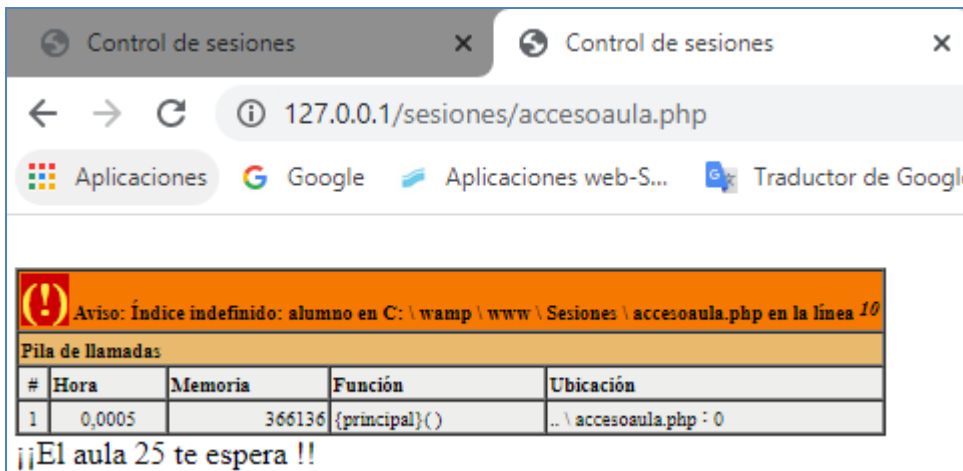 Control de sesiones
Control de sesiones
127.0.0.1/sesiones/accesoaula.php
Aplicaciones Google Aplicaciones web-S... Traductor de Googl
(!) Aviso: Índice indefinido: alumno en C: \ wamp \ www \ Sesiones \ accesoaula.php en la línea 10
Pila de llamadas
# Hora Memoria Función Ubicación
1 0,0005 366136 {principal}( ) .. \ accesoaula.php : 0
¡¡El aula 25 te espera !!